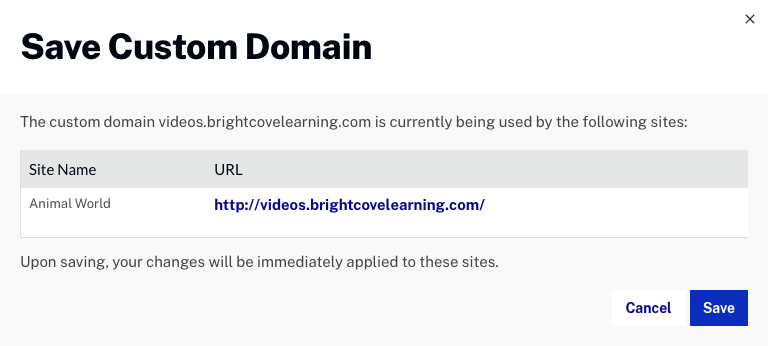 ×
Save Custom Domain
The custom domain videos.brightcovelearning.com is currently being used by the following sites:
Site Name URL
Animal World http://videos.brightcovelearning.com/
Upon saving, your changes will be immediately applied to these sites.
Cancel Save